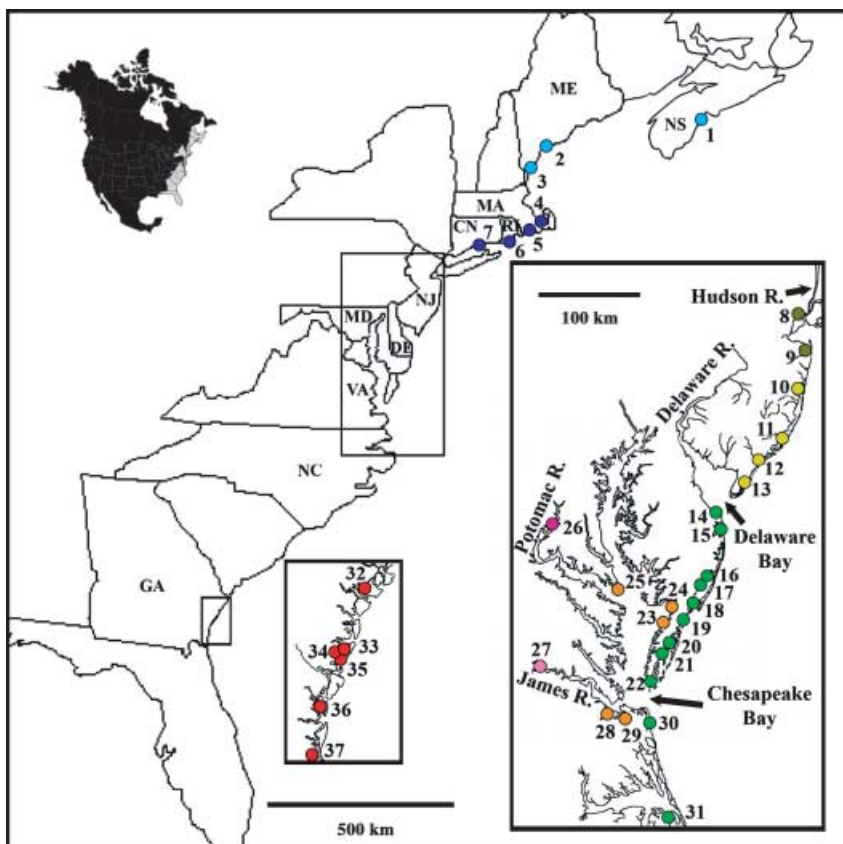 ME
NS
1
2
3
MA
4
CN
RI
7
5
6
NJ
MD
DE
VA
NC
GA
500 km
32
33
34
35
36
37
100 km
Hudson R.
8
9
10
11
12
13
Delaware R.
14
15
Delaware
Bay
Potomac R.
26
25
24
23
16
17
18
19
20
21
22
27
James R.
28
29
30
Chesapeake
Bay
31